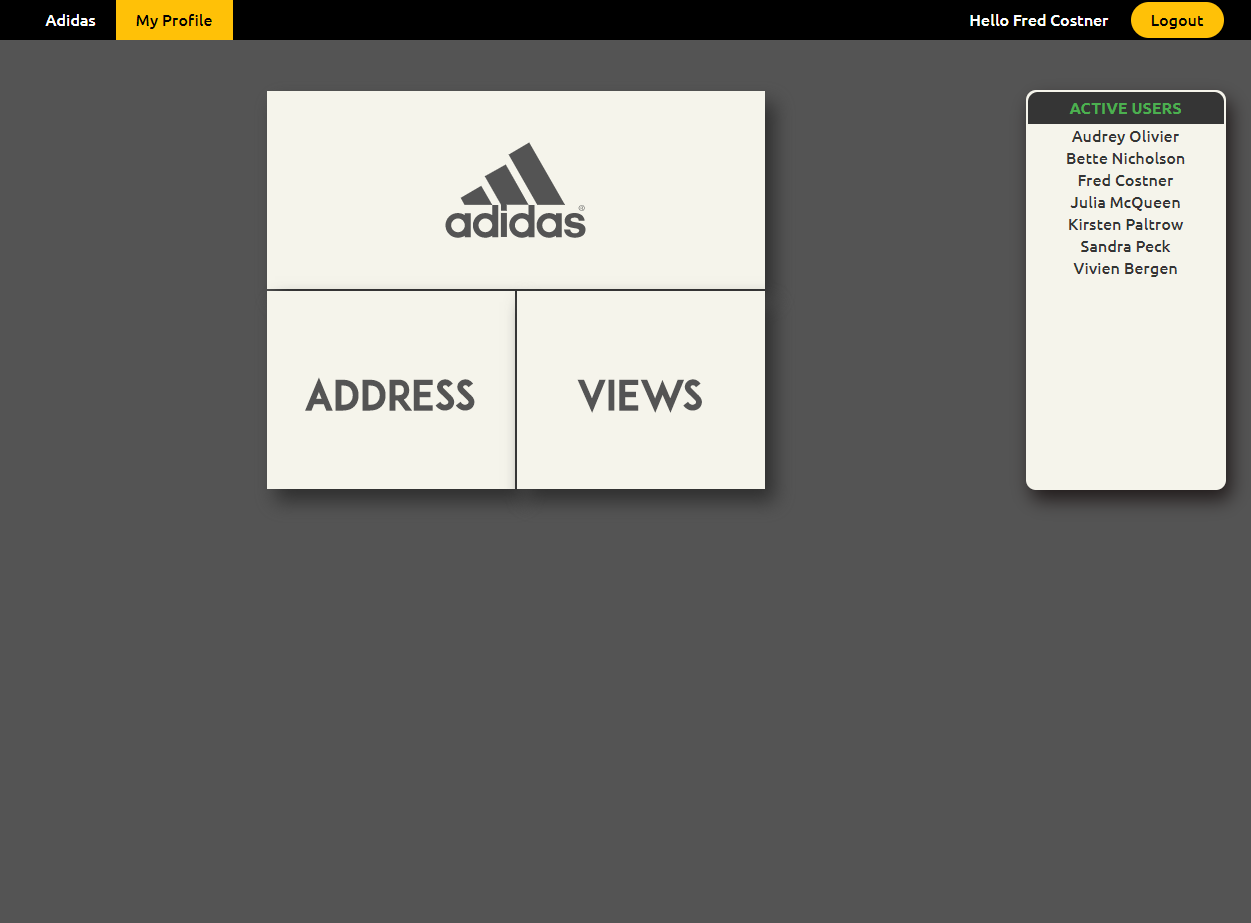 Adidas
My Profile
Hello Fred Costner
Logout
adidas®
ADDRESS
VIEWS
ACTIVE USERS
Audrey Olivier
Bette Nicholson
Fred Costner
Julia McQueen
Kirsten Paltrow
Sandra Peck
Vivien Bergen